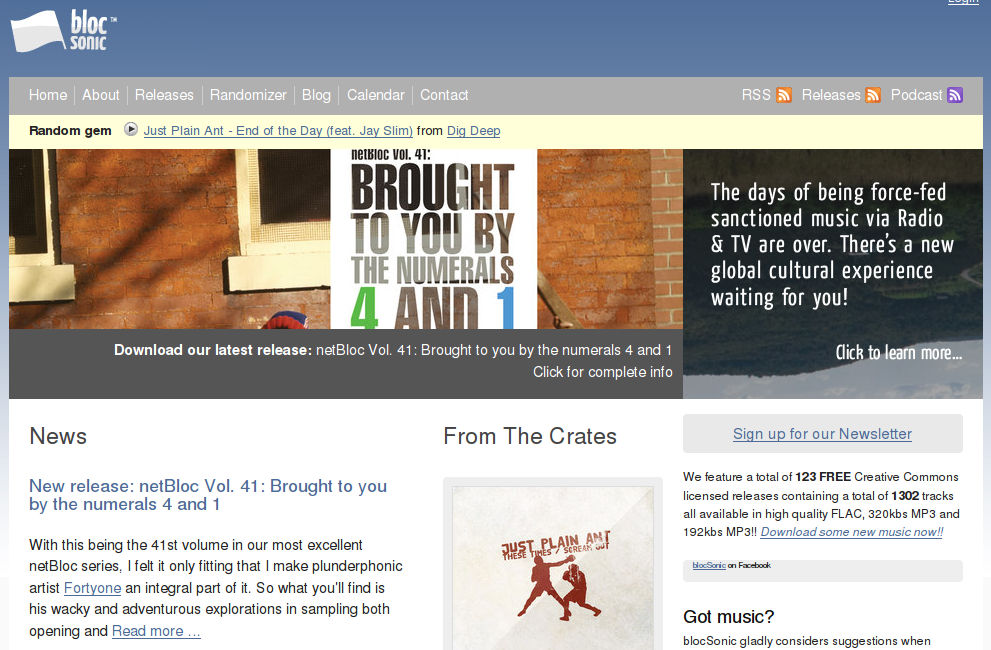 Login
bloc™
sonic
Home About Releases Randomizer Blog Calendar Contact RSS Releases Podcast
Random gem Just Plain Ant - End of the Day (feat. Jay Slim) from Dig Deep
netBloc Vol. 41:
BROUGHT
TO YOU BY
THE NUMERALS
4 AND 1
The days of being force-fed
sanctioned music via Radio
& TV are over. There's a new
global cultural experience
waiting for you!
Click to learn more...
Download our latest release: netBloc Vol. 41: Brought to you by the numerals 4 and 1
Click for complete info
News
New release: netBloc Vol. 41: Brought to you
by the numerals 4 and 1
With this being the 41st volume in our most excellent
netBloc series, I felt it only fitting that I make plunderphonic
artist Fortyone an integral part of it. So what you'll find is
his wacky and adventurous explorations in sampling both
opening and Read more …
From The Crates
JUST PLAIN ANT
THESE TIMES / SCREAM OUT
Sign up for our Newsletter
We feature a total of 123 FREE Creative Commons
licensed releases containing a total of 1302 tracks
all available in high quality FLAC, 320kbs MP3 and
192kbs MP3!! Download some new music now!!
blocSonic on Facebook
Got music?
blocSonic gladly considers suggestions when